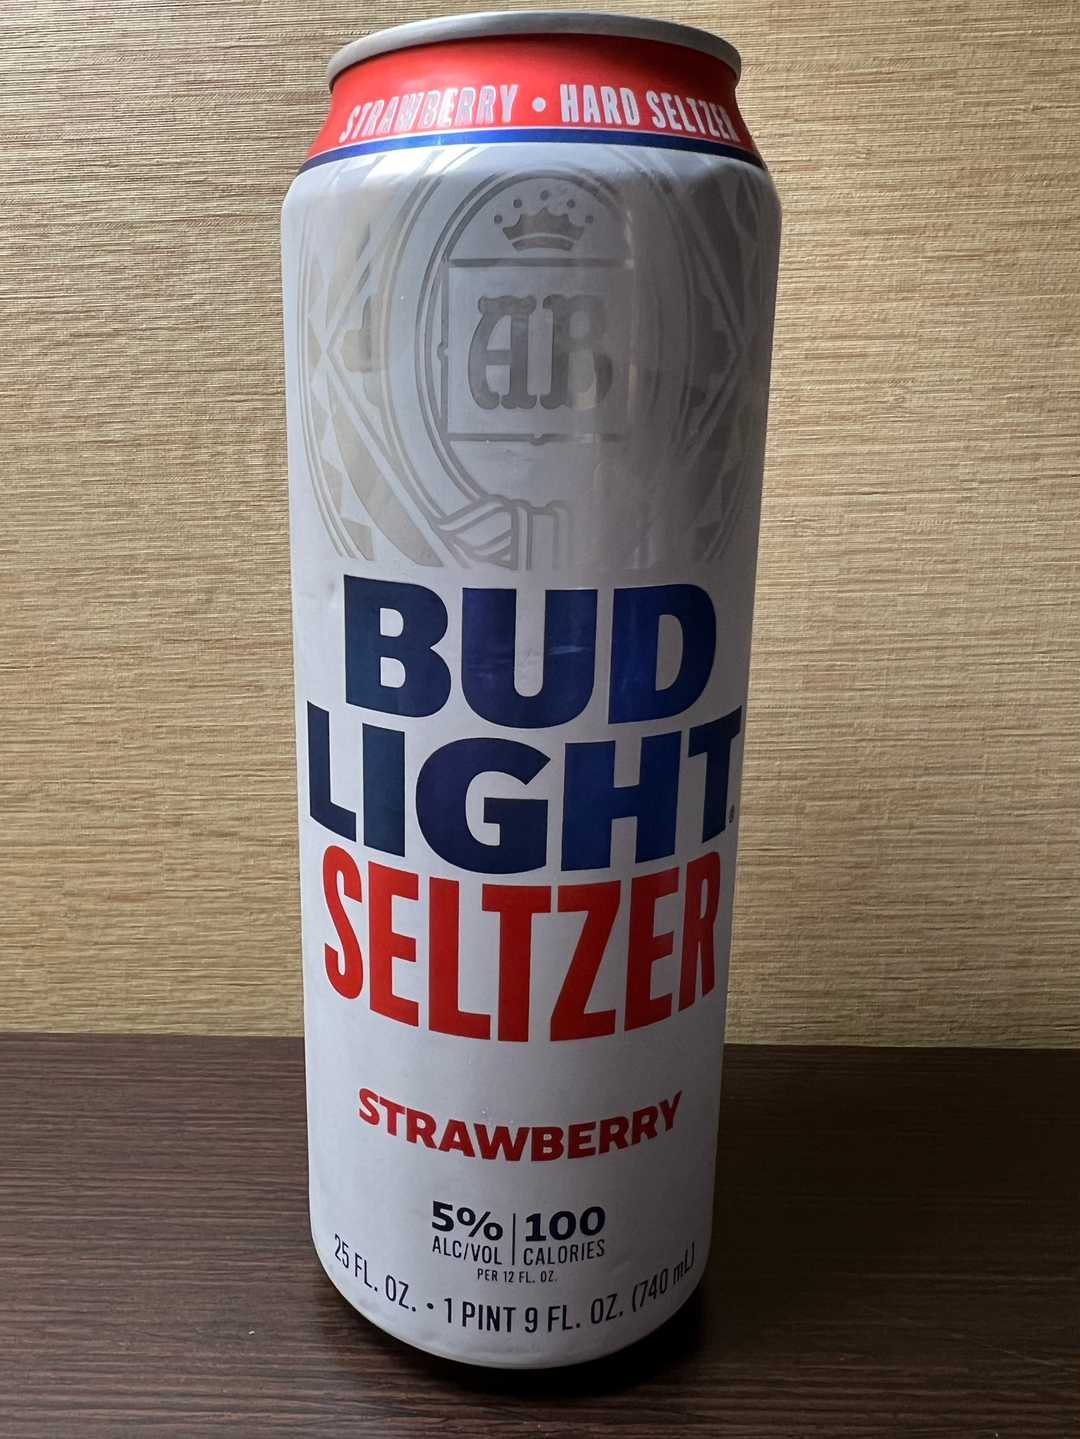 STRAWBERRY • HARD SELTZER
AB
BUD
LIGHT®
SELTZER
STRAWBERRY
5% | 100
ALC/VOL | CALORIES
PER 12 FL. OZ.
25 FL. OZ. • 1 PINT 9 FL. OZ. (740 mL)